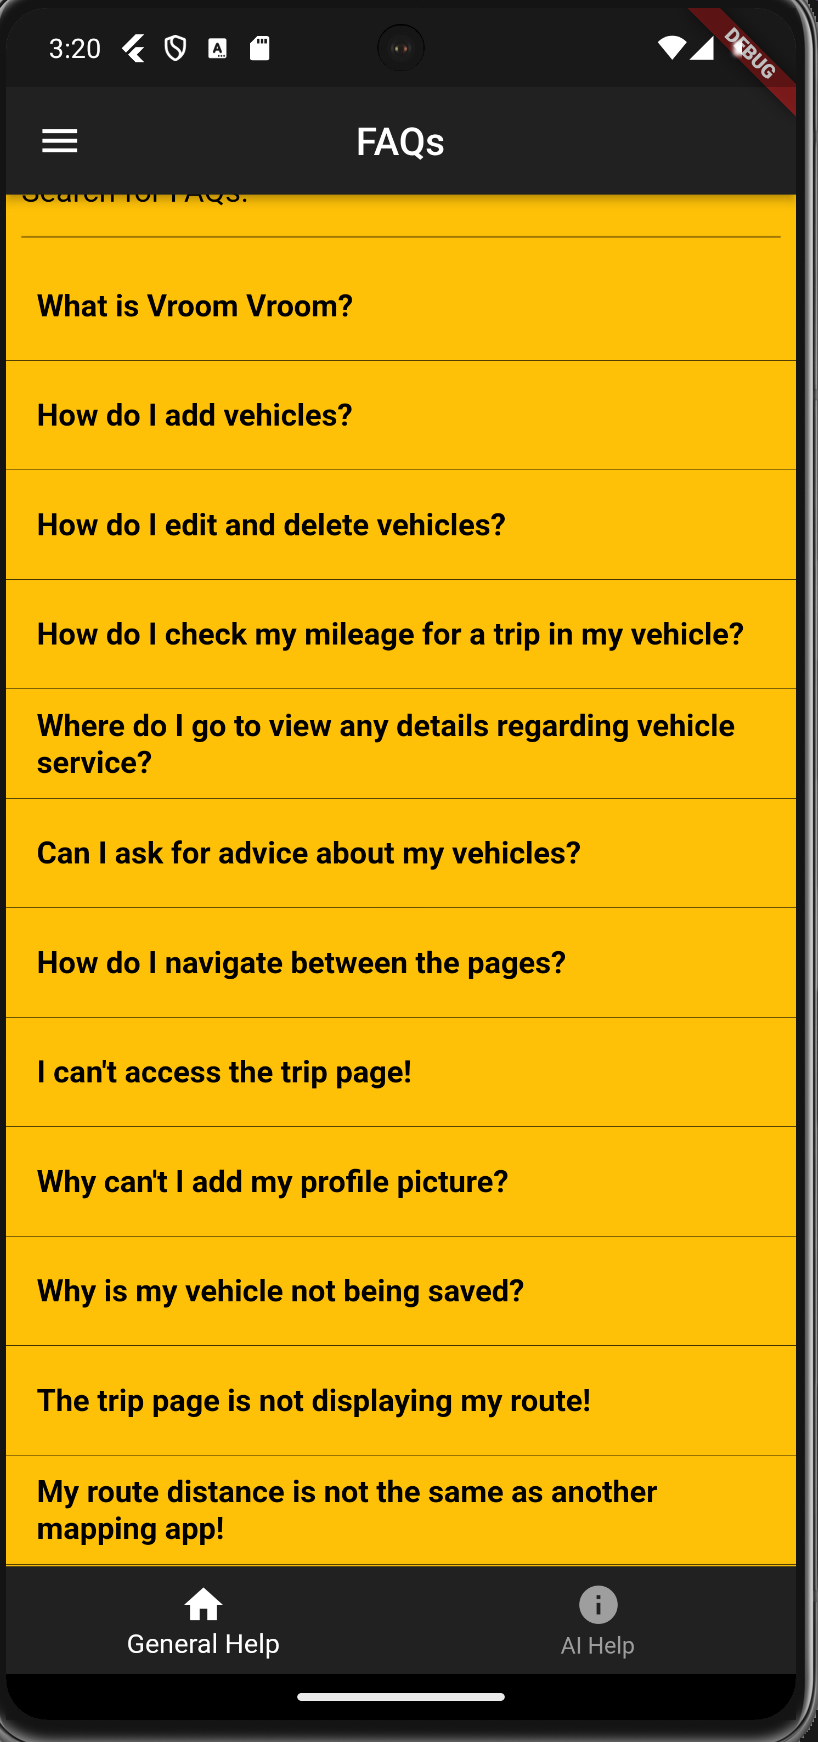 3:20
DEBUG
FAQs
Search for FAQs:
What is Vroom Vroom?
How do I add vehicles?
How do I edit and delete vehicles?
How do I check my mileage for a trip in my vehicle?
Where do I go to view any details regarding vehicle
service?
Can I ask for advice about my vehicles?
How do I navigate between the pages?
I can't access the trip page!
Why can't I add my profile picture?
Why is my vehicle not being saved?
The trip page is not displaying my route!
My route distance is not the same as another
mapping app!
General Help
AI Help